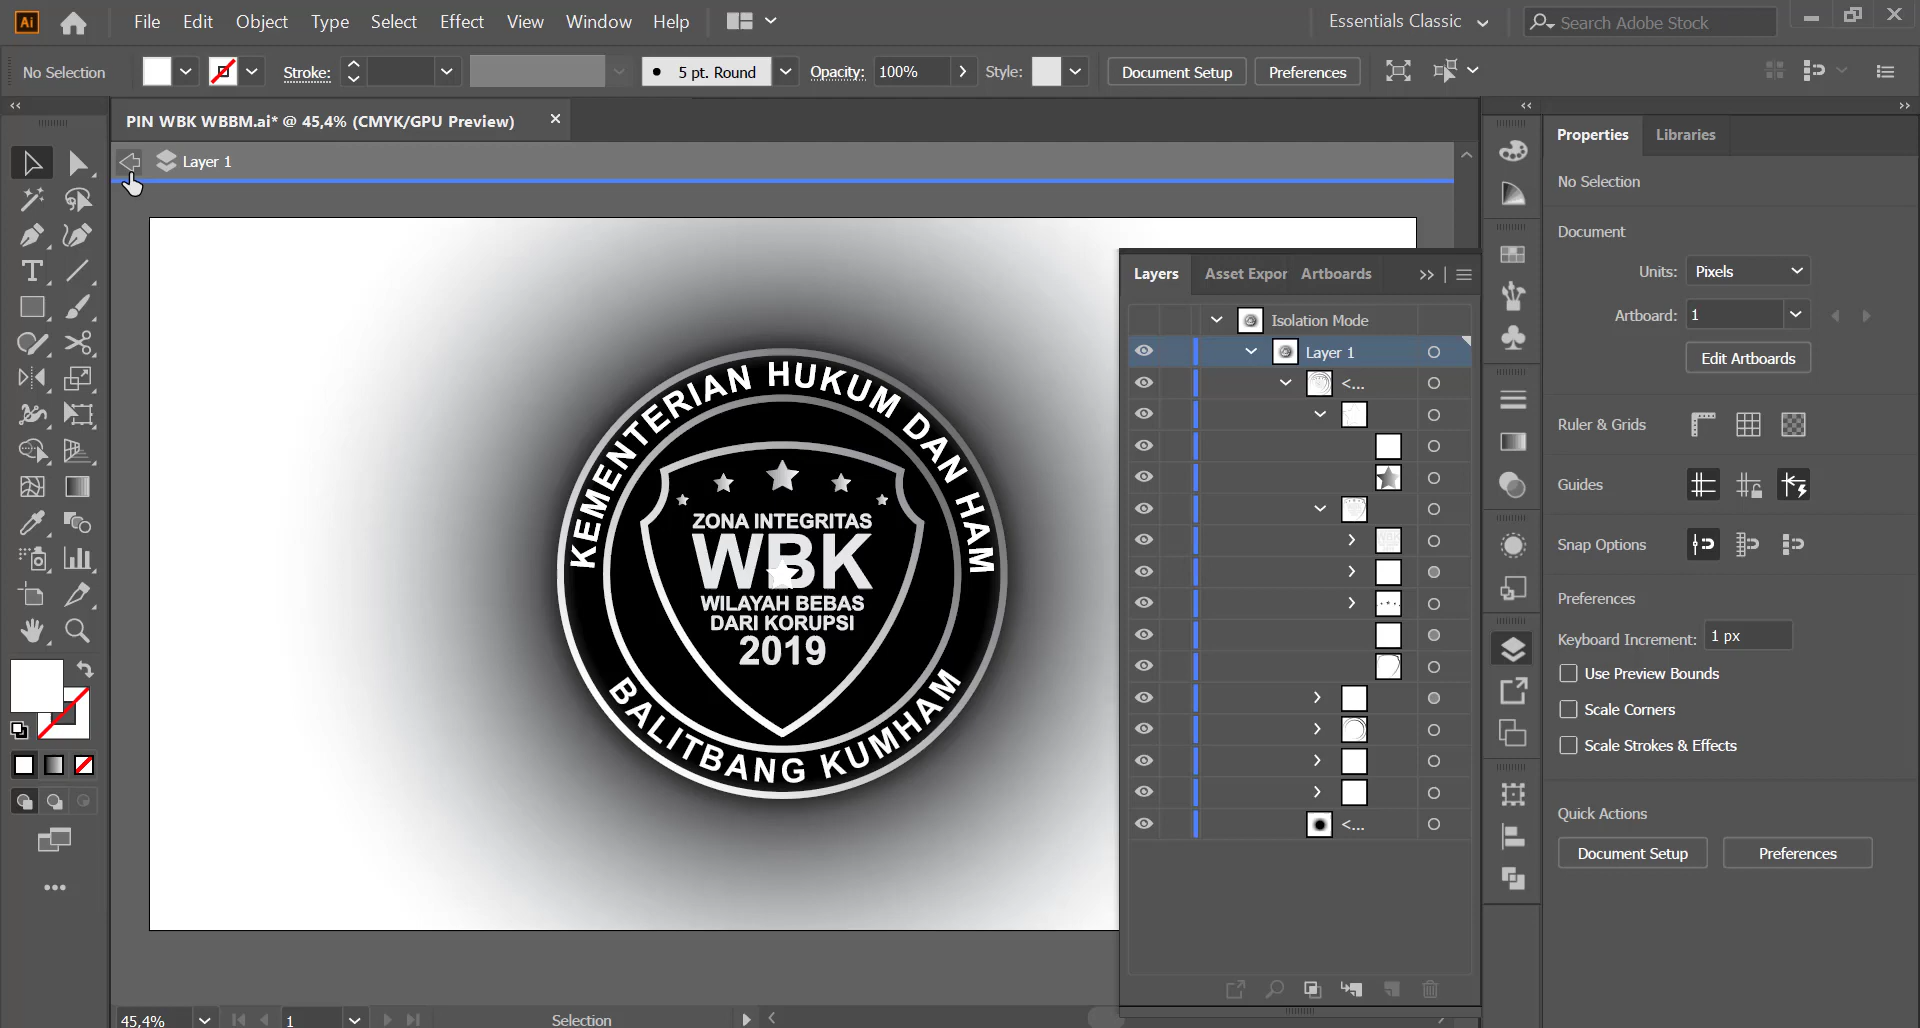 Ai File Edit Object Type Select Effect View Window Help Essentials Classic Search Adobe Stock
No Selection Stroke: 5 pt. Round Opacity: 100% Style: Document Setup Preferences
PIN WBK WBBM.ai* @ 45,4% (CMYK/GPU Preview)
Layer 1
KEMENTERIAN HUKUM DAN HAM
ZONA INTEGRITAS
WBK
WILAYAH BEBAS
DARI KORUPSI
2019
BALITBANG KUMHAM
Layers Asset Expor Artboards
Isolation Mode
Layer 1
<...
<...
Properties Libraries
No Selection
Document
Units: Pixels
Artboard: 1
Edit Artboards
Ruler & Grids
Guides
Snap Options
Preferences
Keyboard Increment: 1 px
Use Preview Bounds
Scale Corners
Scale Strokes & Effects
Quick Actions
Document Setup Preferences
45,4% 1 Selection